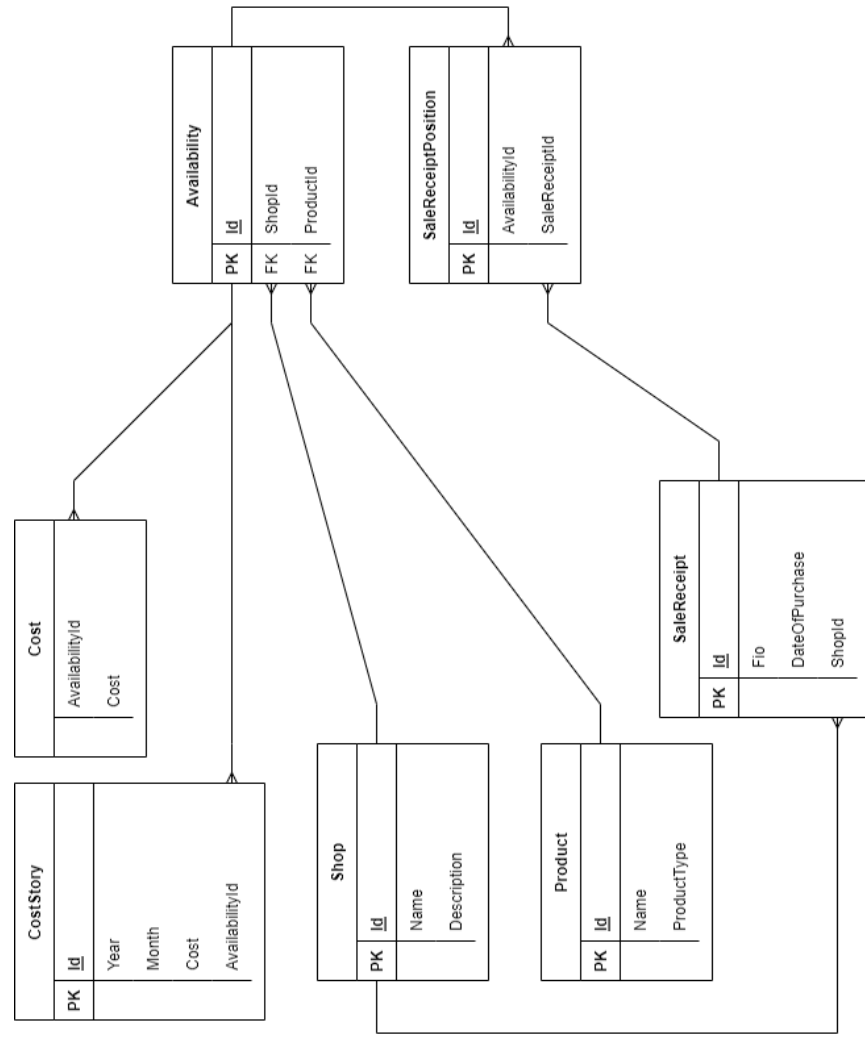 CostStory
PK Id
Year
Month
Cost
AvailabilityId
Cost
AvailabilityId
Cost
Shop
PK Id
Name
Description
Availability
PK Id
FK ShopId
FK ProductId
Product
PK Id
Name
ProductType
SaleReceiptPosition
PK Id
AvailabilityId
SaleReceiptId
SaleReceipt
PK Id
Fio
DateOfPurchase
ShopId